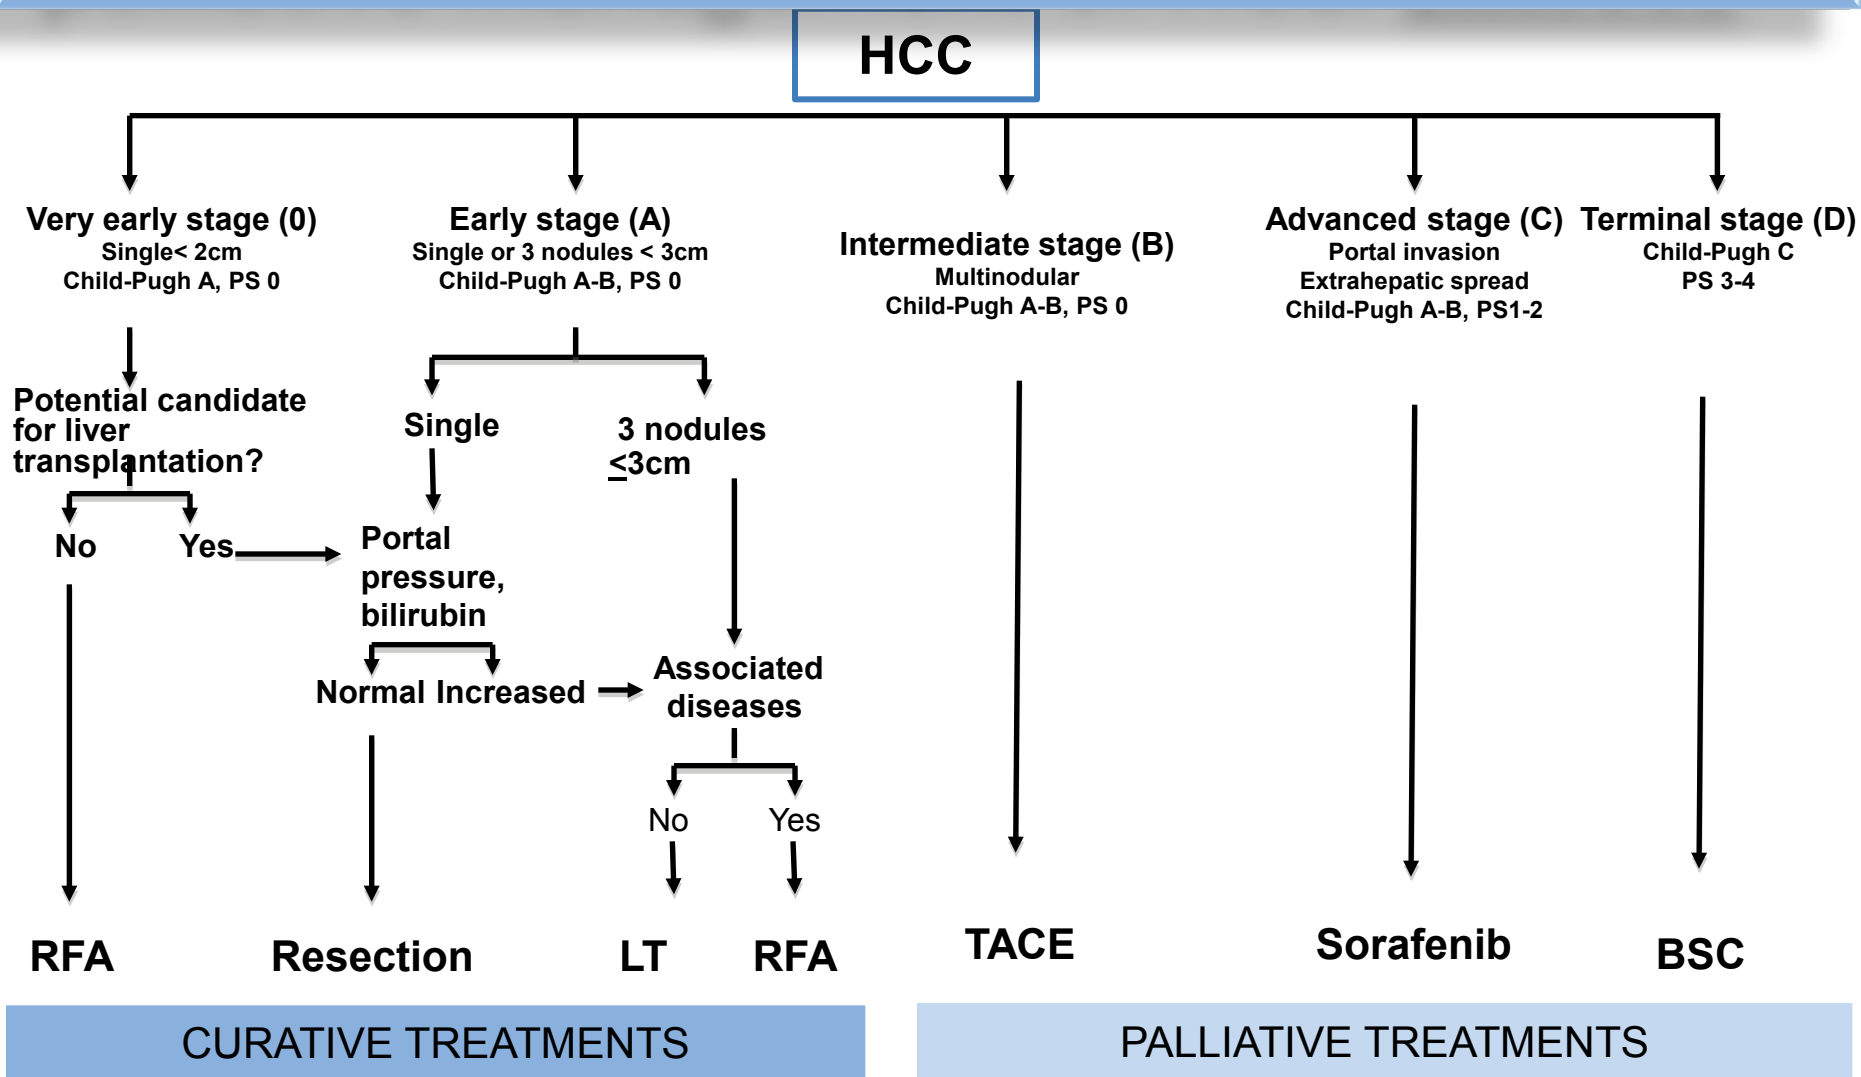 HCC
Very early stage (0)
Single< 2cm
Child-Pugh A, PS 0
Early stage (A)
Single or 3 nodules < 3cm
Child-Pugh A-B, PS 0
Intermediate stage (B)
Multinodular
Child-Pugh A-B, PS 0
Advanced stage (C)
Portal invasion
Extrahepatic spread
Child-Pugh A-B, PS1-2
Terminal stage (D)
Child-Pugh C
PS 3-4
Potential candidate
for liver
transplantation?
No
Yes
Single
3 nodules
≤3cm
Portal
pressure,
bilirubin
Normal
Increased
Associated
diseases
No
Yes
RFA
Resection
LT
RFA
TACE
Sorafenib
BSC
CURATIVE TREATMENTS
PALLIATIVE TREATMENTS